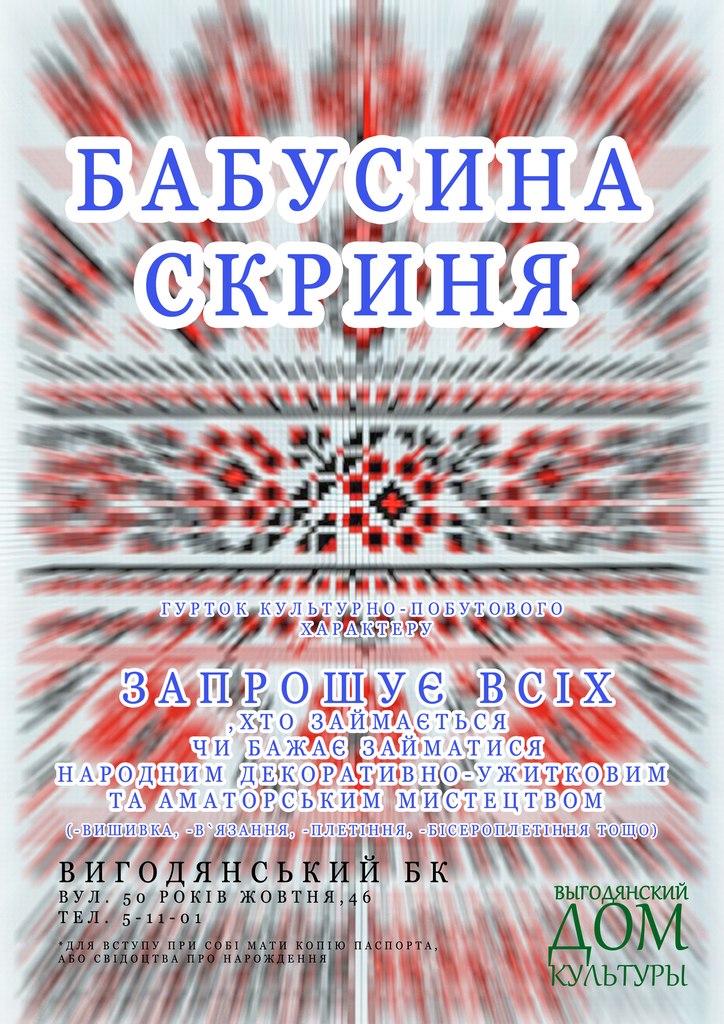 БАБУСИНА
СКРИНЯ
ГУРТОК КУЛЬТУРНО-ПОБУТОВОГО
ХАРАКТЕРУ
ЗАПРОШУЄ ВСІХ
,ХТО ЗАЙМАЄТЬСЯ
ЧИ БАЖАЄ ЗАЙМАТИСЯ
НАРОДНИМ ДЕКОРАТИВНО-УЖИТКОВИМ
ТА АМАТОРСЬКИМ МИСТЕЦТВОМ
(-ВИШИВКА, -В`ЯЗАННЯ, -ПЛЕТІННЯ, -БІСЕРОПЛЕТІННЯ ТОЩО)
ВИГОДЯНСЬКИЙ БК
ВУЛ. 50 РОКІВ ЖОВТНЯ,46
ТЕЛ. 5-11-01
*ДЛЯ ВСТУПУ ПРИ СОБІ МАТИ КОПІЮ ПАСПОРТА,
АБО СВІДОЦТВА ПРО НАРОЖДЕННЯ
ВЫГОДЯНСКИЙ
ДОМ
КУЛЬТУРЫ